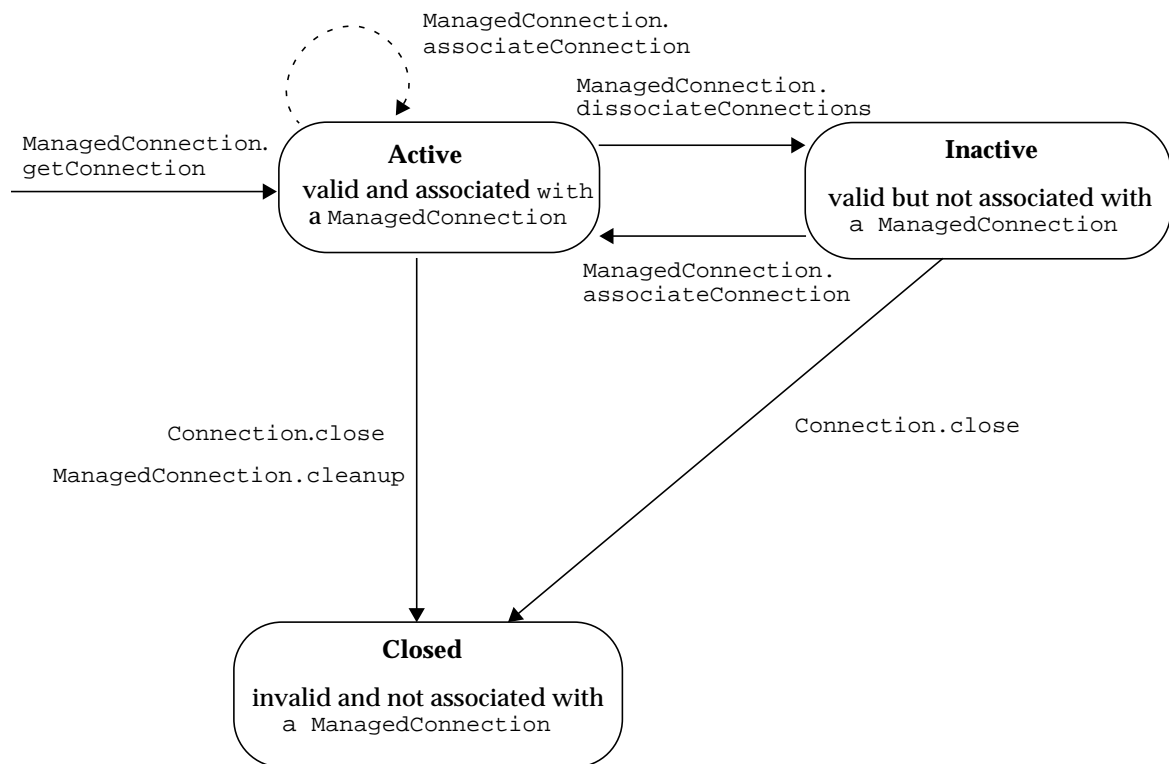 ManagedConnection.
associateConnection
ManagedConnection.
dissociateConnections
ManagedConnection.
getConnection
Active
valid and associated with
a ManagedConnection
Inactive
valid but not associated with
a ManagedConnection
ManagedConnection.
associateConnection
Connection.close
ManagedConnection.cleanup
Connection.close
Closed
invalid and not associated with
a ManagedConnection